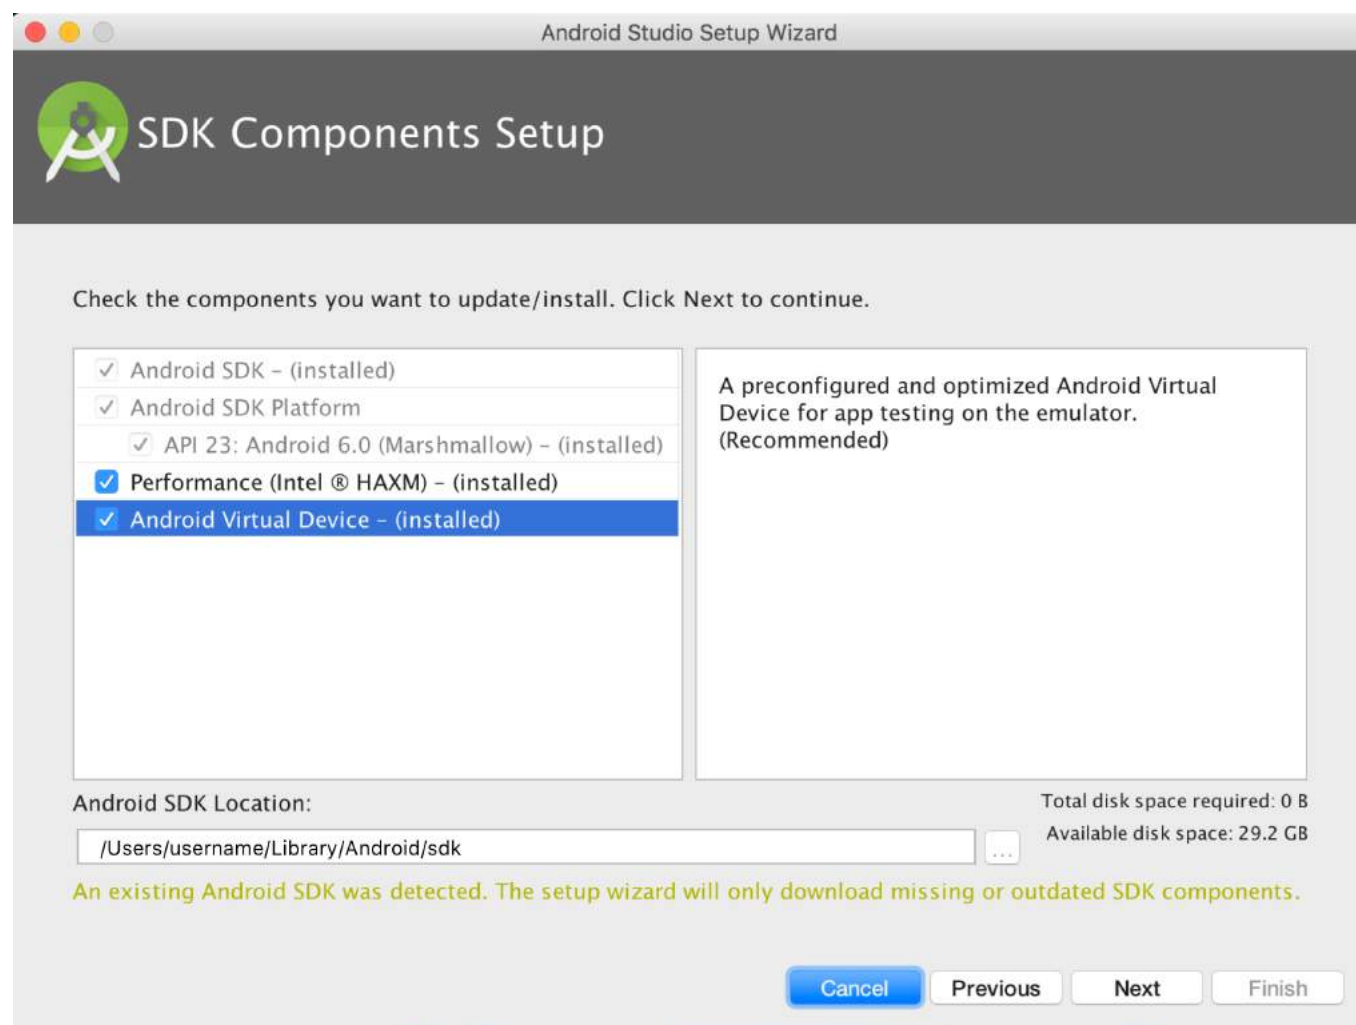 Android Studio Setup Wizard
SDK Components Setup
Check the components you want to update/install. Click Next to continue.
Android SDK – (installed)
Android SDK Platform
API 23: Android 6.0 (Marshmallow) – (installed)
Performance (Intel ® HAXM) – (installed)
Android Virtual Device – (installed)
A preconfigured and optimized Android Virtual
Device for app testing on the emulator.
(Recommended)
Android SDK Location:
Total disk space required: 0 B
Available disk space: 29.2 GB
/Users/username/Library/Android/sdk
...
An existing Android SDK was detected. The setup wizard will only download missing or outdated SDK components.
Cancel
Previous
Next
Finish